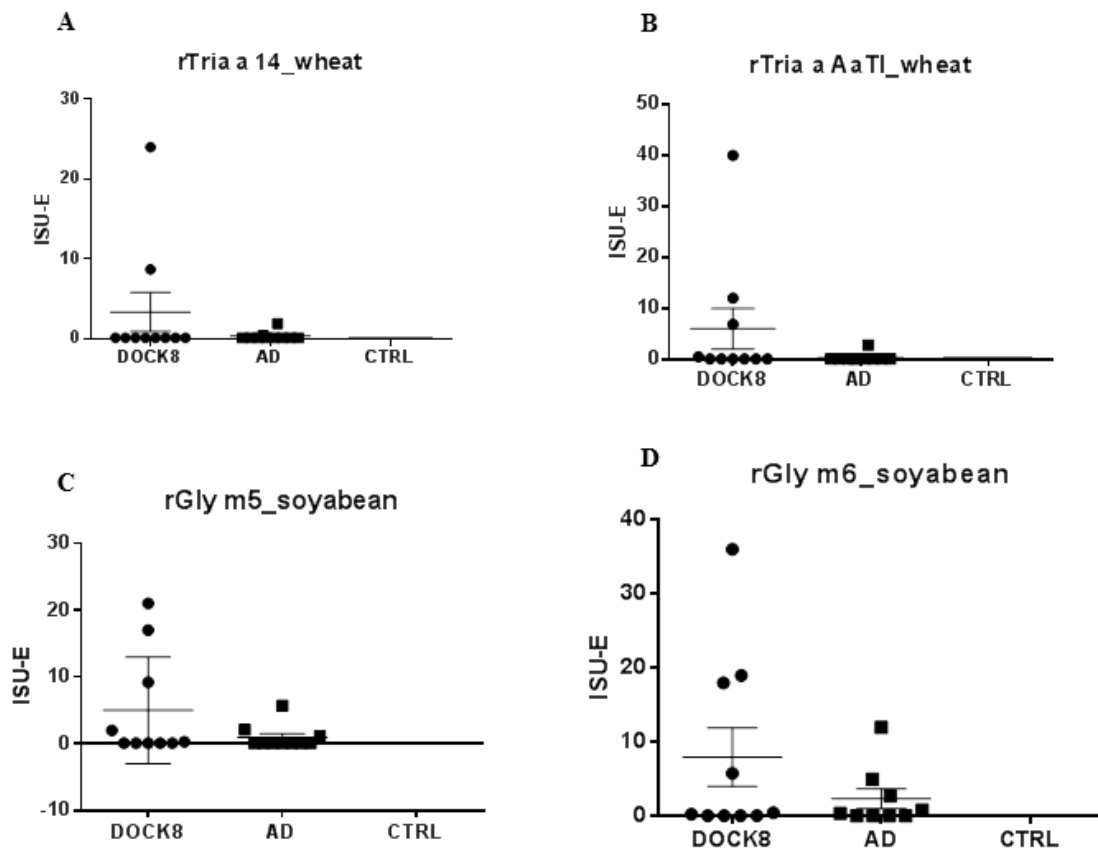 A
rTria a 14_wheat
30
20
10
0
ISU-E
DOCK8
AD
CTRL
B
rTria a AaTI_wheat
50
40
30
20
10
0
ISU-E
DOCK8
AD
CTRL
C
rGly m5_soyabean
30
20
10
0
-10
ISU-E
DOCK8
AD
CTRL
D
rGly m6_soyabean
40
30
20
10
0
ISU-E
DOCK8
AD
CTRL